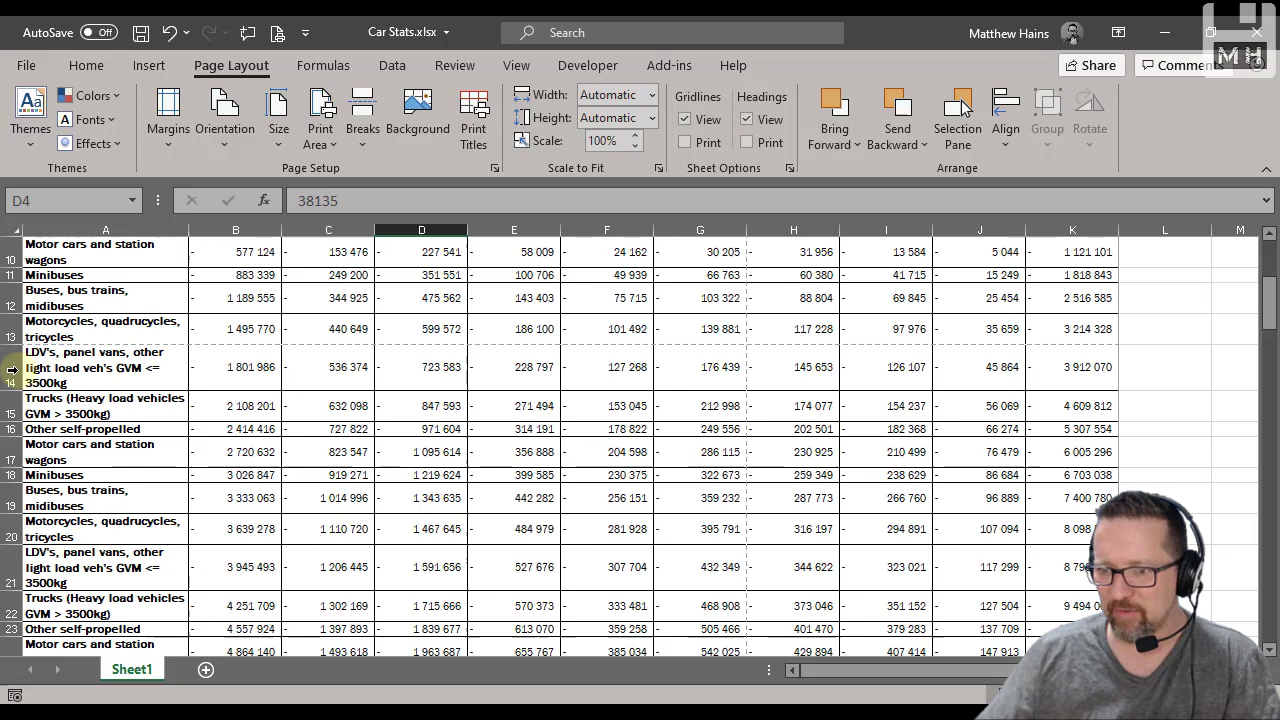 AutoSave Off Car Stats.xlsx Search Matthew Hains
M H
File Home Insert Page Layout Formulas Data Review View Developer Add-ins Help Share Comments
Themes Colors Fonts Effects
Margins Orientation Size Print Area Breaks Background Print Titles
Width: Automatic
Height: Automatic
Scale: 100%
Gridlines Headings
View View
Print Print
Bring Forward Send Backward Selection Pane Align Group Rotate
Themes Page Setup Scale to Fit Sheet Options Arrange
D4 fx 38135
A B C D E F G H I J K L M
10 Motor cars and station wagons - 577 124 - 153 476 - 227 541 - 58 009 - 24 162 - 30 205 - 31 956 - 13 584 - 5 044 - 1 121 101
11 Minibuses - 883 339 - 249 200 - 351 551 - 100 706 - 49 939 - 66 763 - 60 380 - 41 715 - 15 249 - 1 818 843
12 Buses, bus trains, midibuses - 1 189 555 - 344 925 - 475 562 - 143 403 - 75 715 - 103 322 - 88 804 - 69 845 - 25 454 - 2 516 585
13 Motorcycles, quadrucycles, tricycles - 1 495 770 - 440 649 - 599 572 - 186 100 - 101 492 - 139 881 - 117 228 - 97 976 - 35 659 - 3 214 328
14 LDV's, panel vans, other light load veh's GVM <= 3500kg - 1 801 986 - 536 374 - 723 583 - 228 797 - 127 268 - 176 439 - 145 653 - 126 107 - 45 864 - 3 912 070
15 Trucks (Heavy load vehicles GVM > 3500kg) - 2 108 201 - 632 098 - 847 593 - 271 494 - 153 045 - 212 998 - 174 077 - 154 237 - 56 069 - 4 609 812
16 Other self-propelled - 2 414 416 - 727 822 - 971 604 - 314 191 - 178 822 - 249 556 - 202 501 - 182 368 - 66 274 - 5 307 554
17 Motor cars and station wagons - 2 720 632 - 823 547 - 1 095 614 - 356 888 - 204 598 - 286 115 - 230 925 - 210 499 - 76 479 - 6 005 296
18 Minibuses - 3 026 847 - 919 271 - 1 219 624 - 399 585 - 230 375 - 322 673 - 259 349 - 238 629 - 86 684 - 6 703 038
19 Buses, bus trains, midibuses - 3 333 063 - 1 014 996 - 1 343 635 - 442 282 - 256 151 - 359 232 - 287 773 - 266 760 - 96 889 - 7 400 780
20 Motorcycles, quadrucycles, tricycles - 3 639 278 - 1 110 720 - 1 467 645 - 484 979 - 281 928 - 395 791 - 316 197 - 294 891 - 107 094 - 8 098
21 LDV's, panel vans, other light load veh's GVM <= 3500kg - 3 945 493 - 1 206 445 - 1 591 656 - 527 676 - 307 704 - 432 349 - 344 622 - 323 021 - 117 299 -
22 Trucks (Heavy load vehicles GVM > 3500kg) - 4 251 709 - 1 302 169 - 1 715 666 - 570 373 - 333 481 - 468 908 - 373 046 - 351 152 - 127 504 - 9 494
23 Other self-propelled - 4 557 924 - 1 397 893 - 1 839 677 - 613 070 - 359 258 - 505 466 - 401 470 - 379 283 - 137 709
Motor cars and station - 4 864 140 - 1 493 618 - 1 963 687 - 655 767 - 385 034 - 542 025 - 429 894 - 407 414 - 147 913
Sheet1